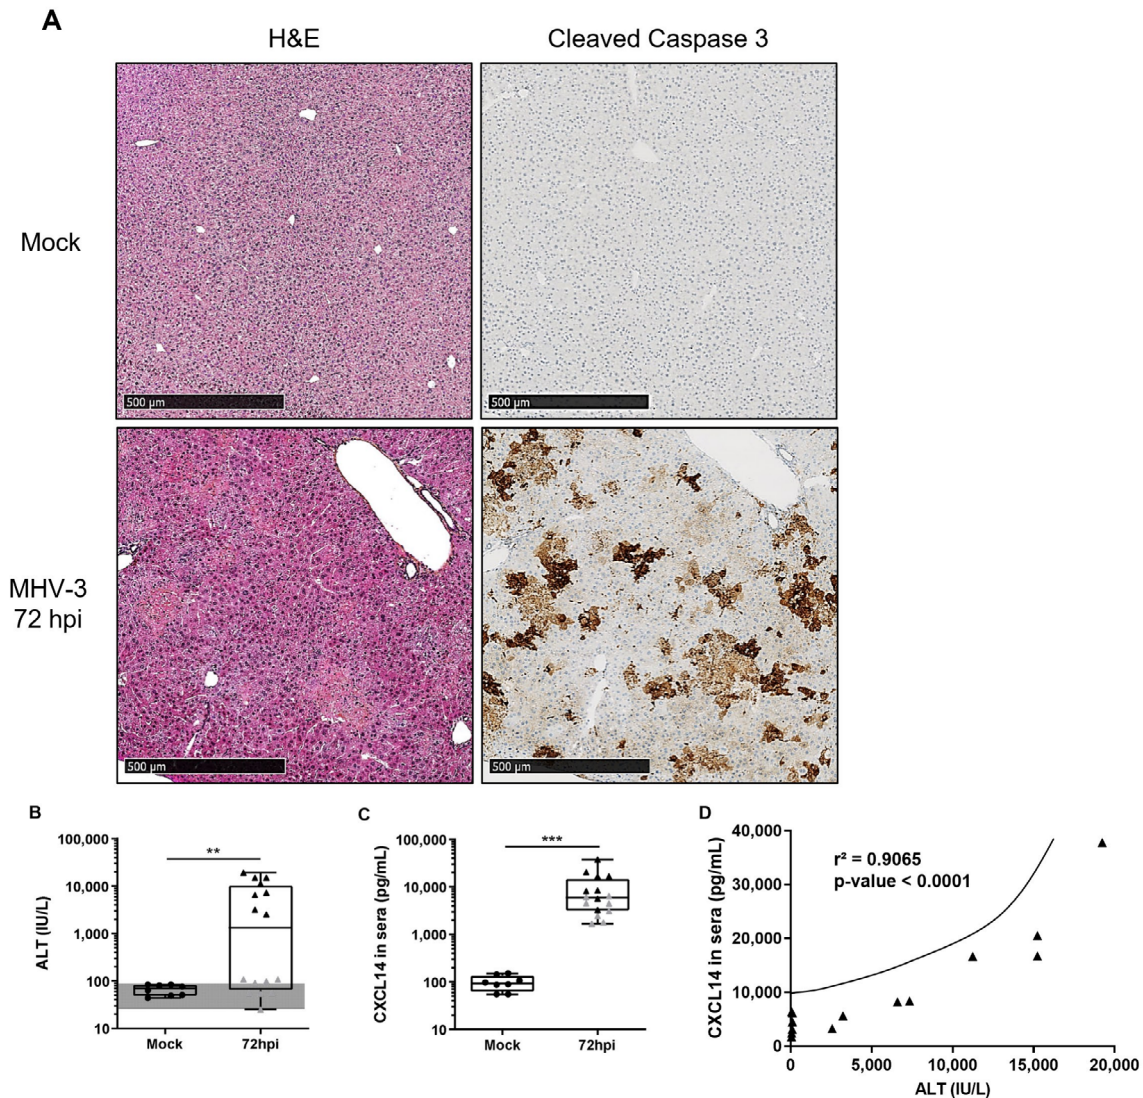 A
H&E
Cleaved Caspase 3
Mock
500 µm
500 µm
MHV-3
72 hpi
500 µm
500 µm
B
100,000
10,000
1,000
100
10
ALT (IU/L)
**
Mock
72hpi
C
100,000
10,000
1,000
100
10
CXCL14 in sera (pg/mL)
***
Mock
72hpi
D
40,000
30,000
20,000
10,000
0
CXCL14 in sera (pg/mL)
r² = 0.9065
p-value < 0.0001
0
5,000
10,000
15,000
20,000
ALT (IU/L)